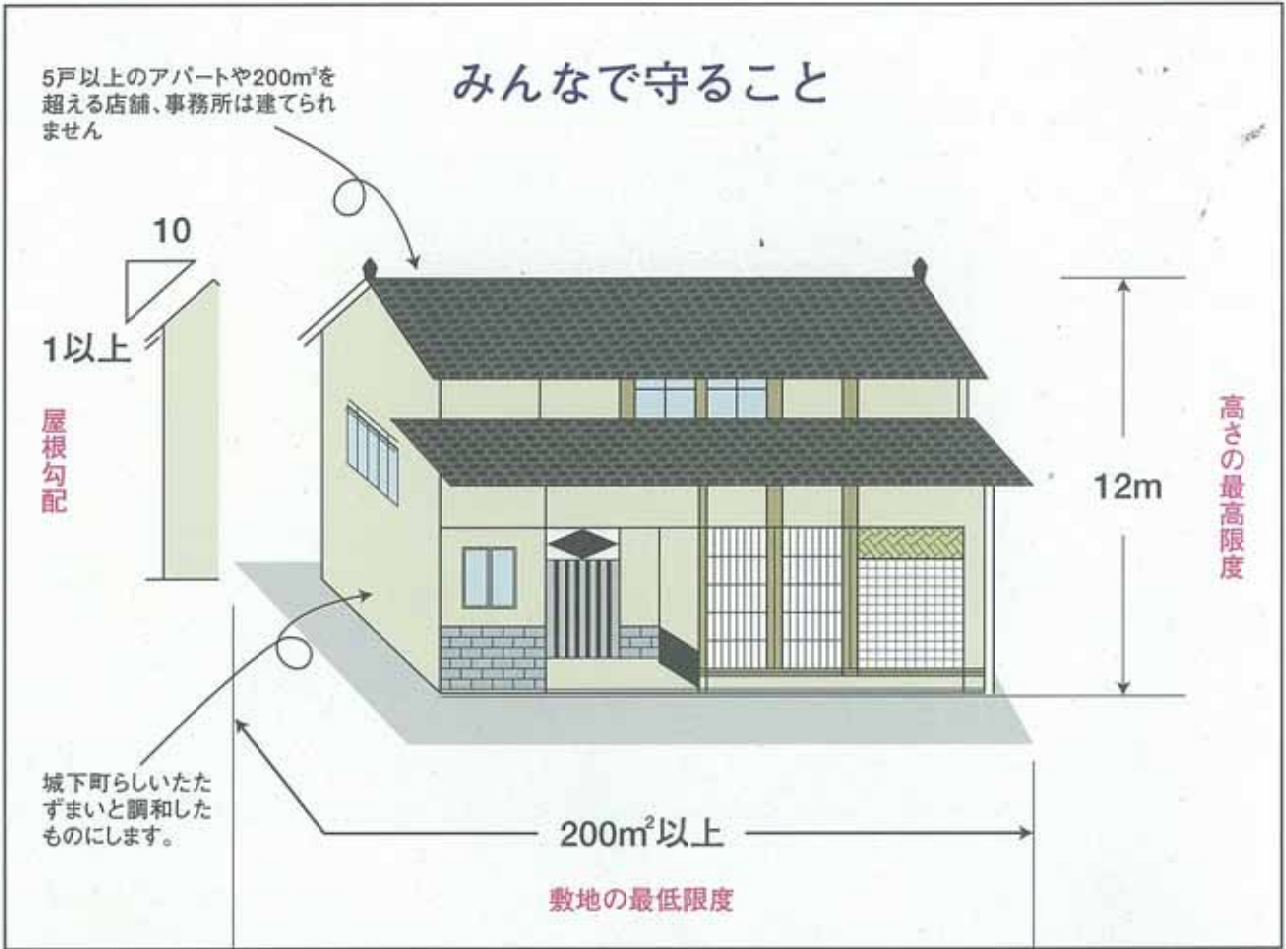 みんなで守ること
5戸以上のアパートや200m²を
超える店舗、事務所は建てられ
ません
10
1以上
屋根勾配
12m
高さの最高限度
城下町らしいたた
ずまいと調和した
ものにします。
200m²以上
敷地の最低限度